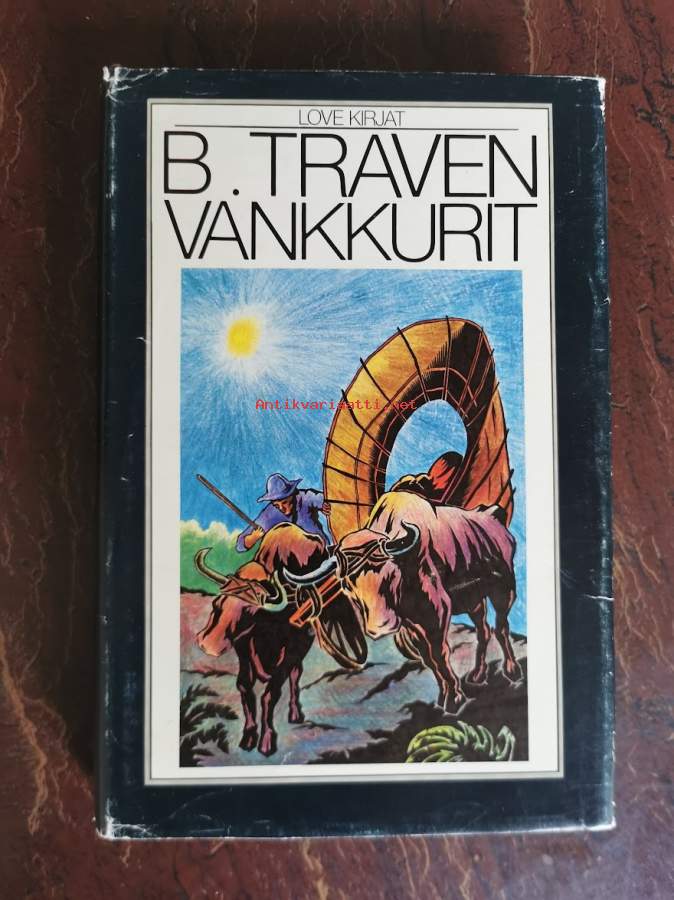 LOVE KIRJAT
B. TRAVEN
VANKKURIT
Antikvariaatti.net